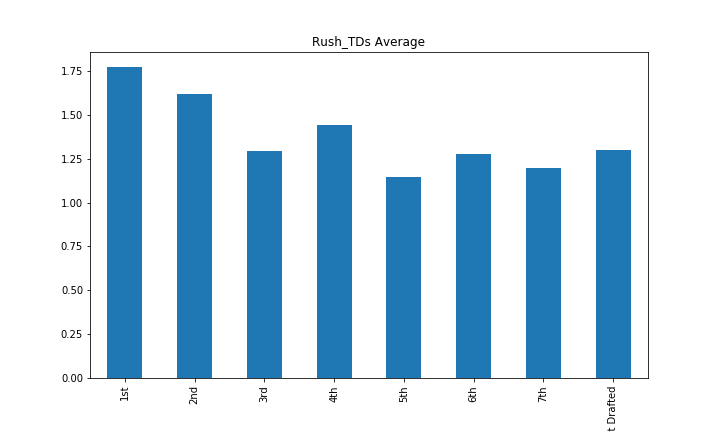 Rush_TDs Average
1.75
1.50
1.25
1.00
0.75
0.50
0.25
0.00
1st
2nd
3rd
4th
5th
6th
7th
t Drafted